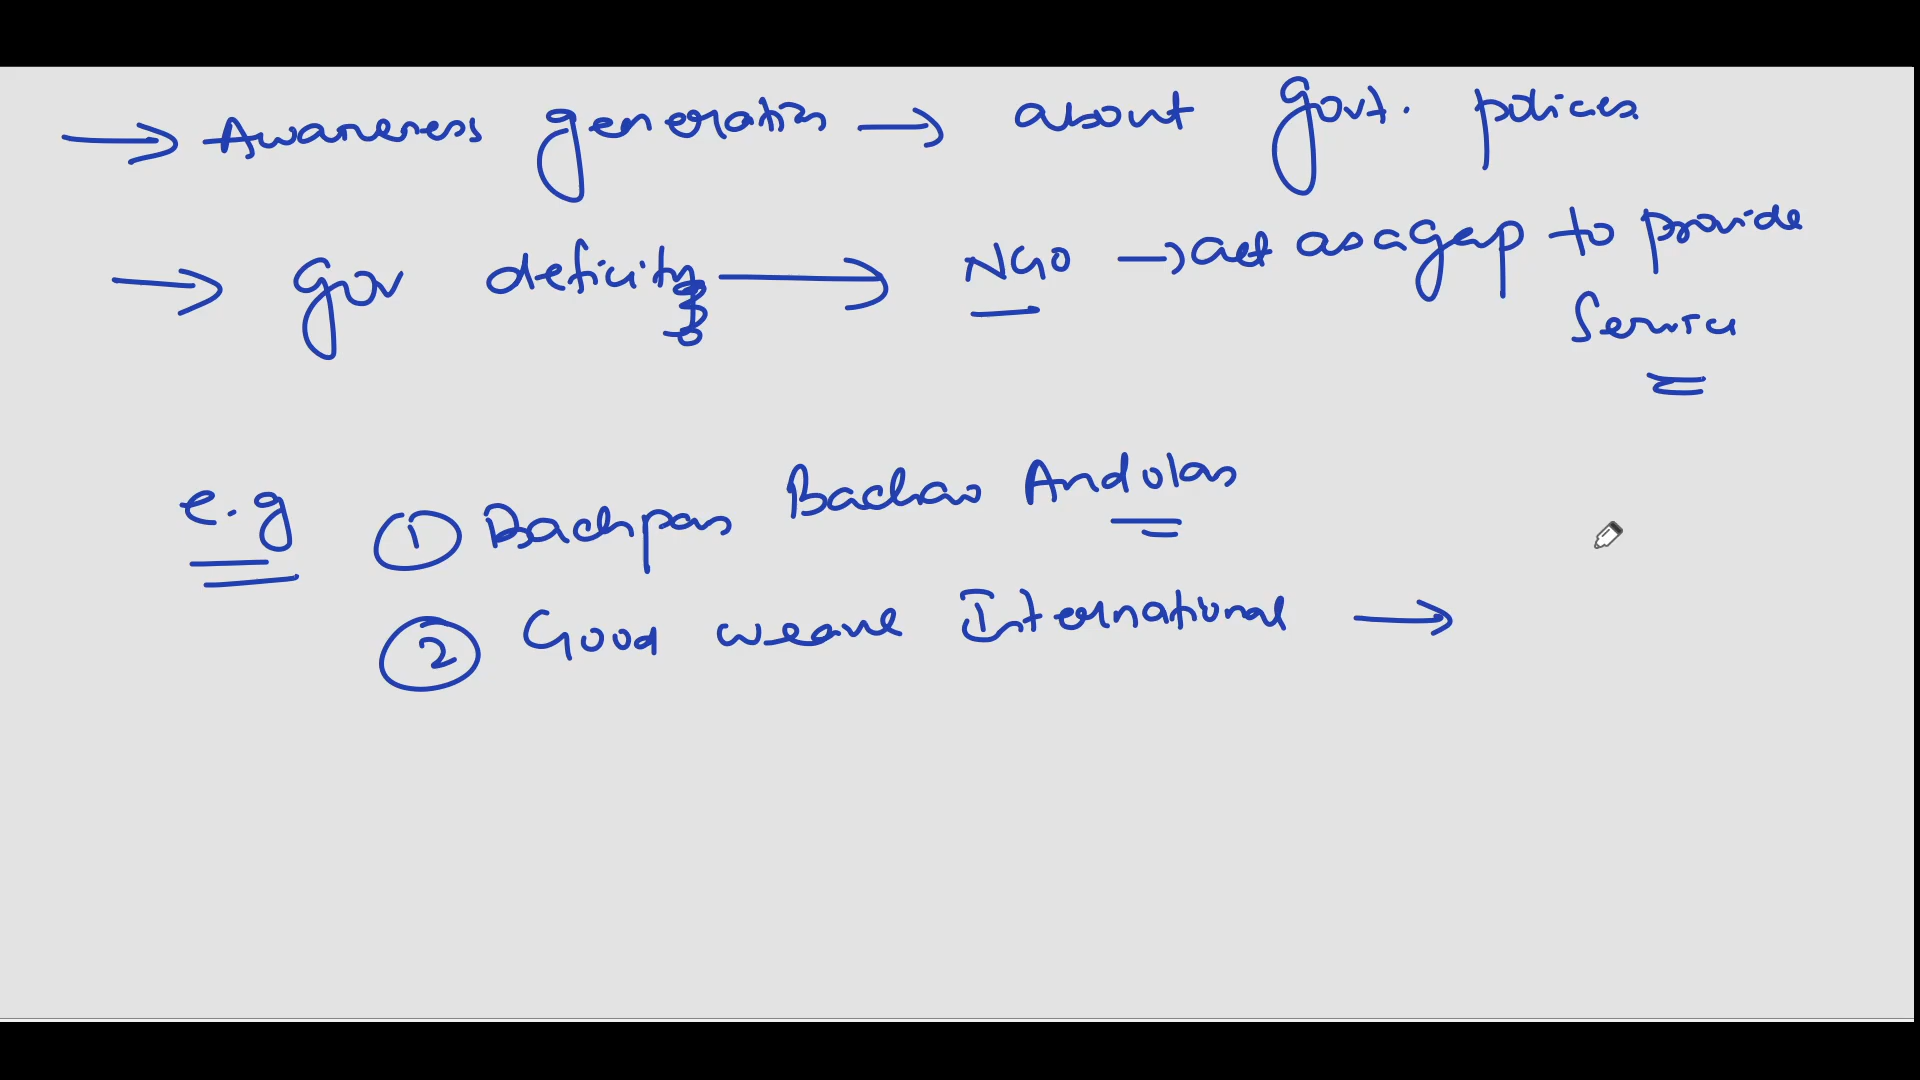 → Awareness generation → about Govt. policies
→ Gov deficity → NGO → act as a gap to provide
Service
e.g ① Bachpan Bachao Andolan
② Good weave International →